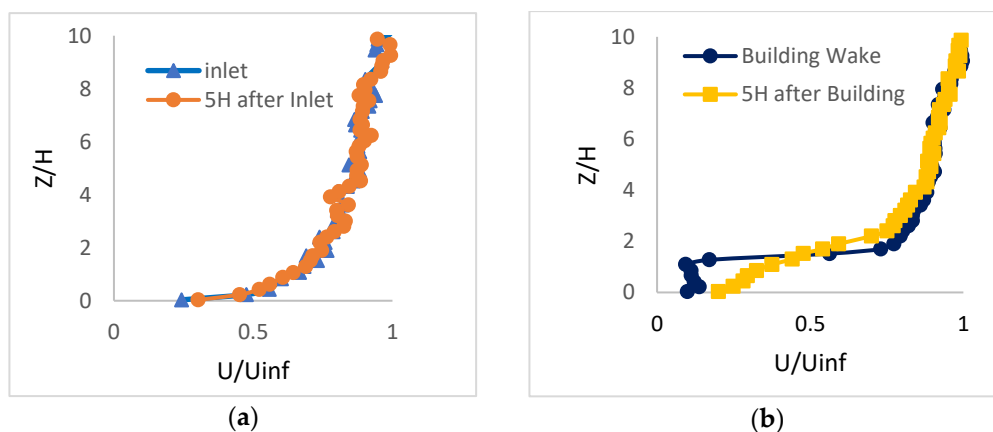 10
8
6
4
2
0
Z/H
inlet
5H after Inlet
0
0.5
1
U/Uinf
(a)
10
8
6
4
2
0
Z/H
Building Wake
5H after Building
0
0.5
1
U/Uinf
(b)